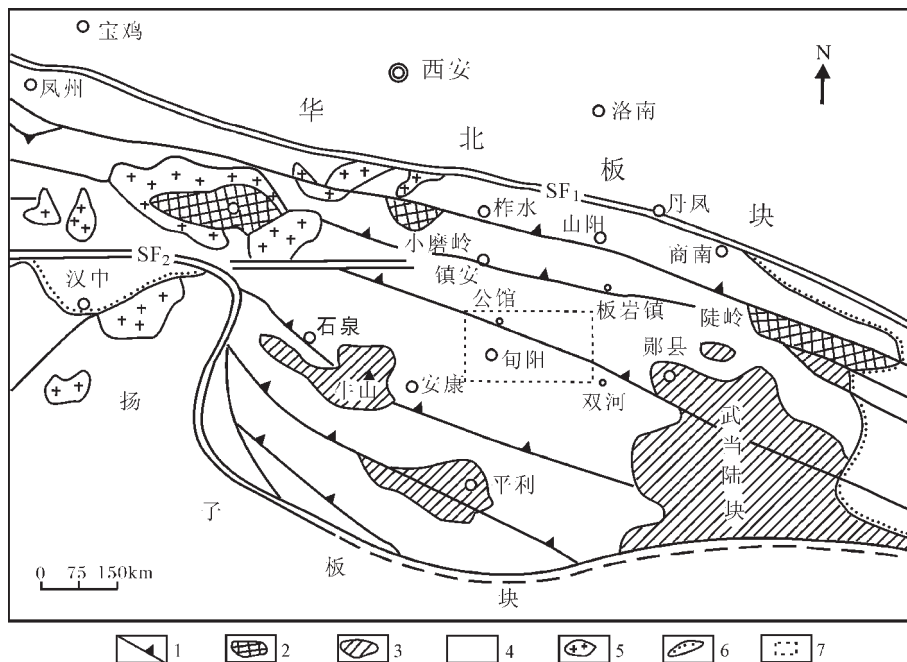 宝鸡
西安
N
凤州
华
洛南
北
板
SF1
丹凤
块
柞水
山阳
小磨岭
商南
SF2
镇安
汉中
板岩镇
公馆
陡岭
石泉
郧县
旬阳
牛山
安康
双河
武当陆块
扬
平利
子
板
块
0 75 150km
1 2 3 4 5 6 7